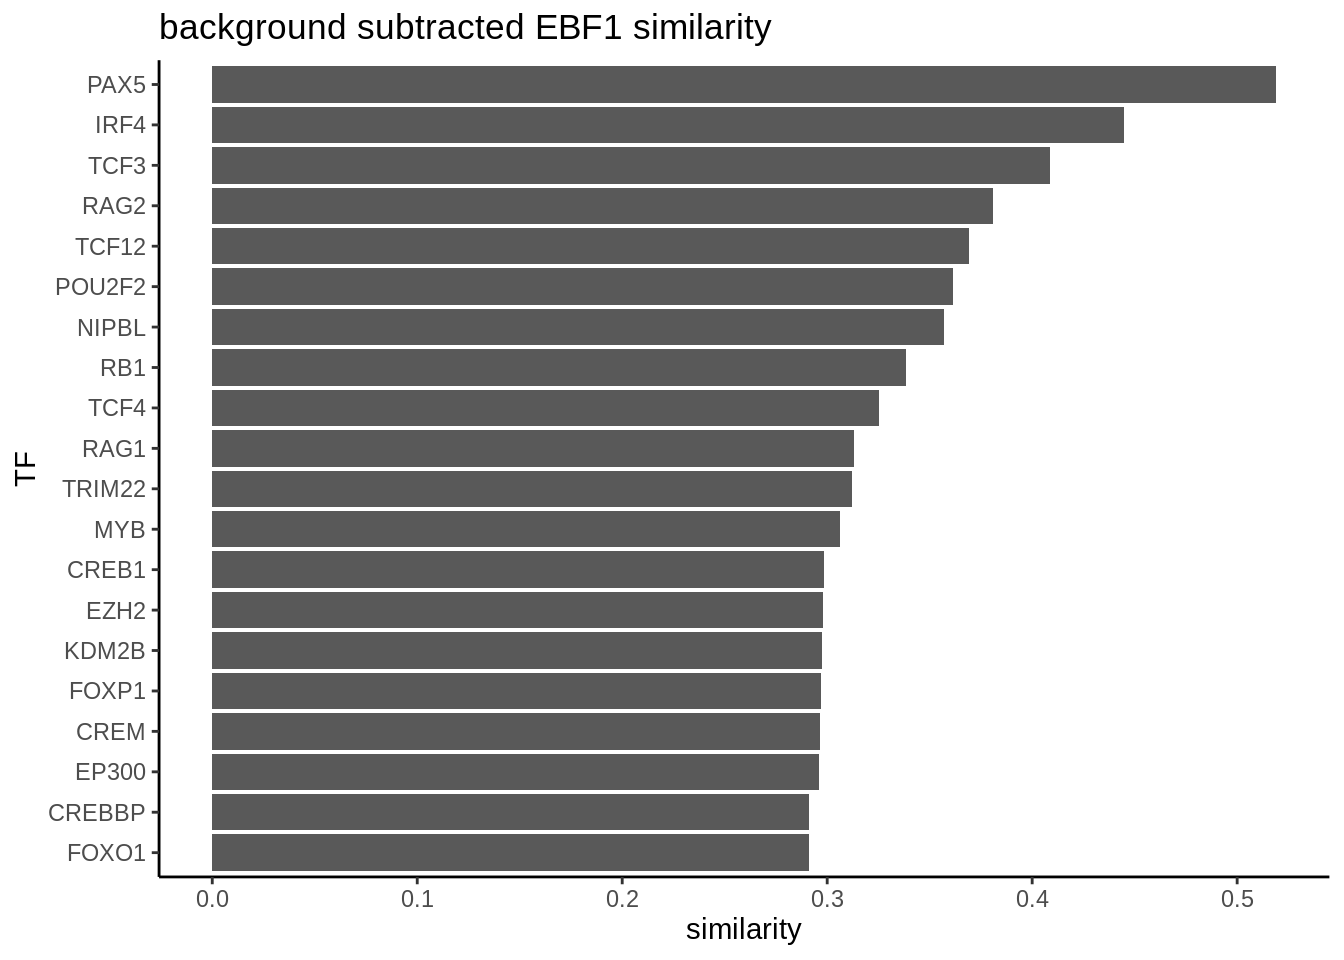 background subtracted EBF1 similarity
PAX5
IRF4
TCF3
RAG2
TCF12
POU2F2
NIPBL
RB1
TCF4
RAG1
TRIM22
MYB
CREB1
EZH2
KDM2B
FOXP1
CREM
EP300
CREBBP
FOXO1
TF
0.0 0.1 0.2 0.3 0.4 0.5
similarity